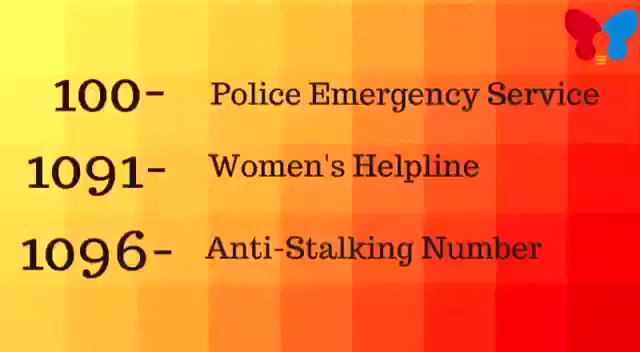 100- Police Emergency Service
1091- Women's Helpline
1096- Anti-Stalking Number